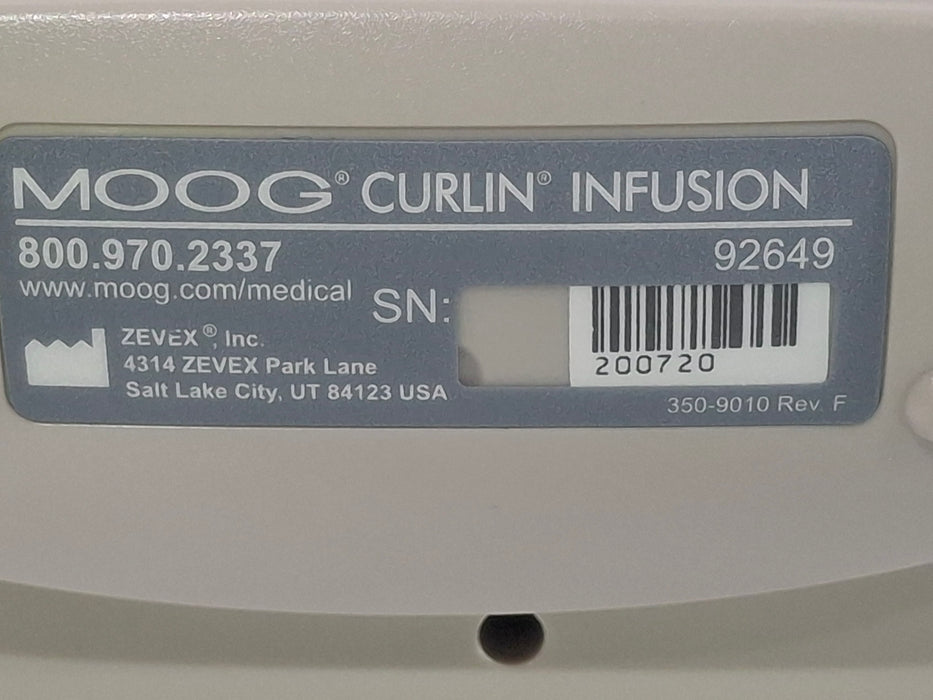 MOOG® CURLIN® INFUSION
800.970.2337
92649
www.moog.com/medical
SN:
200720
ZEVEX®, Inc.
4314 ZEVEX Park Lane
Salt Lake City, UT 84123 USA
350-9010 Rev. F